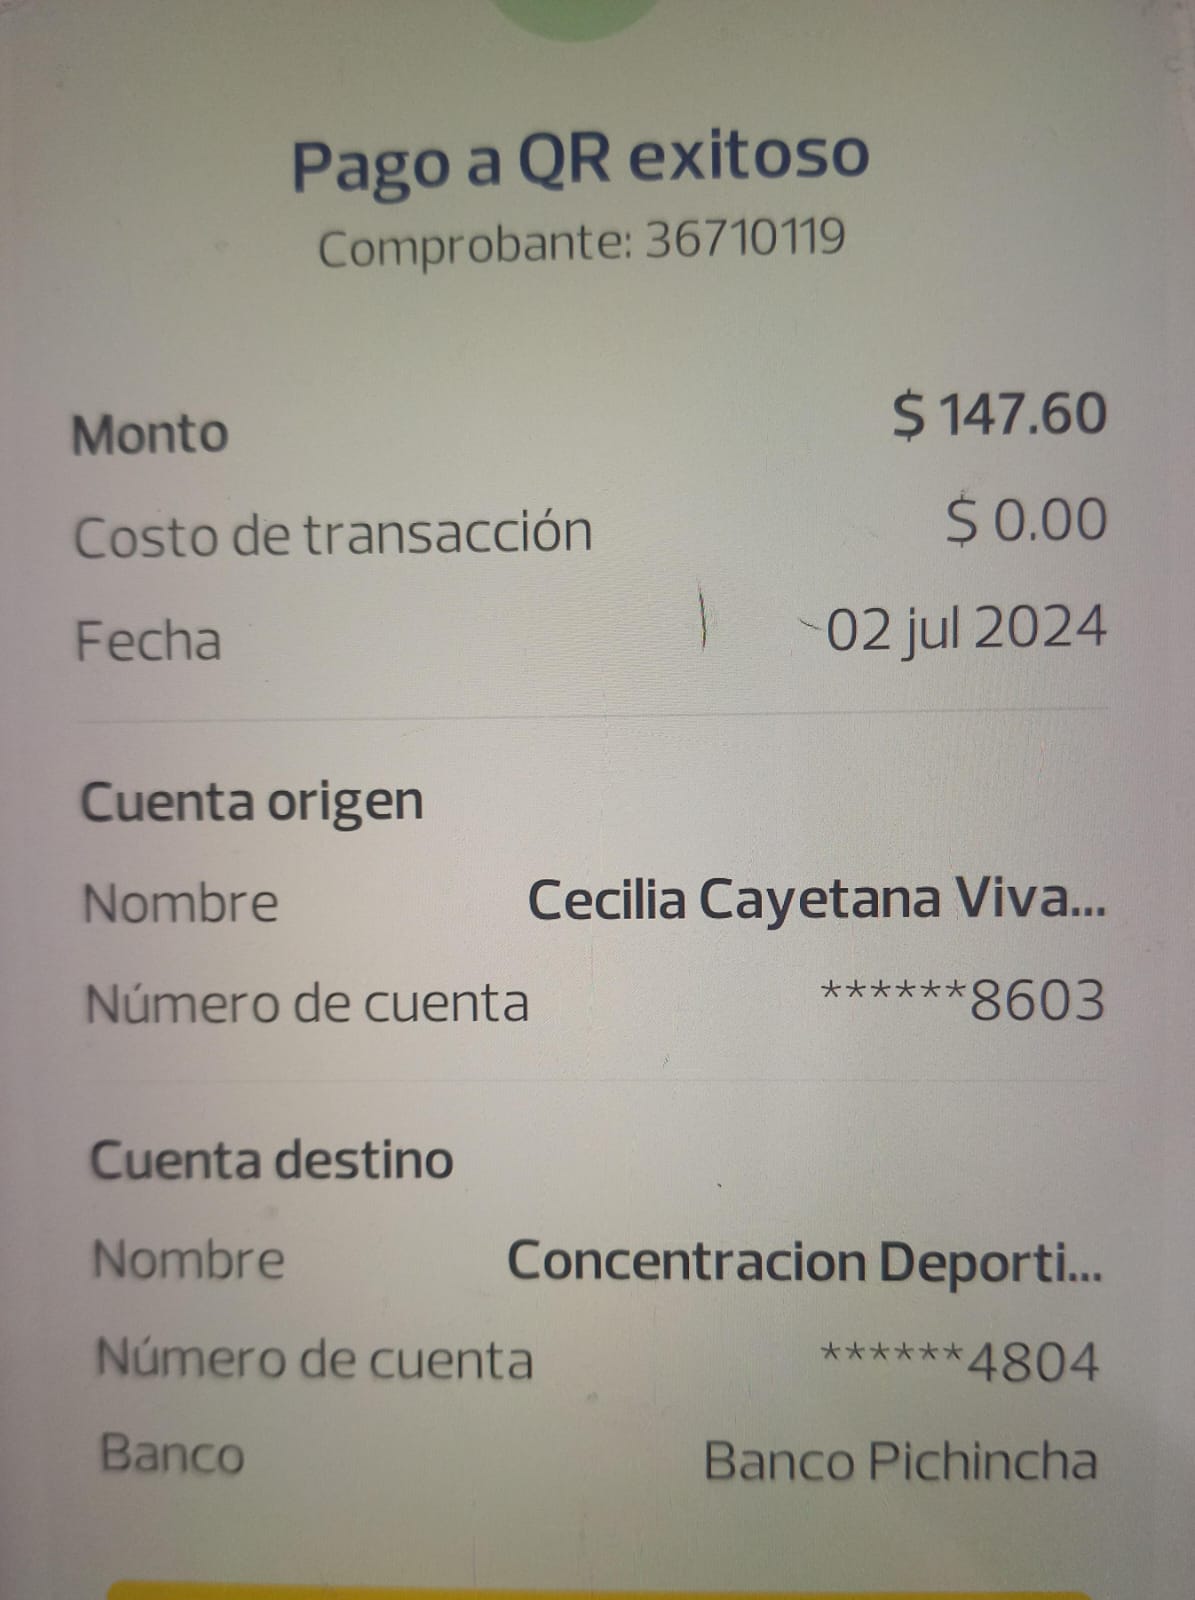 Pago a QR exitoso
Comprobante: 36710119
Monto $ 147.60
Costo de transacción $ 0.00
Fecha 02 jul 2024
Cuenta origen
Nombre Cecilia Cayetana Viva...
Número de cuenta ******8603
Cuenta destino
Nombre Concentracion Deporti...
Número de cuenta ******4804
Banco Banco Pichincha